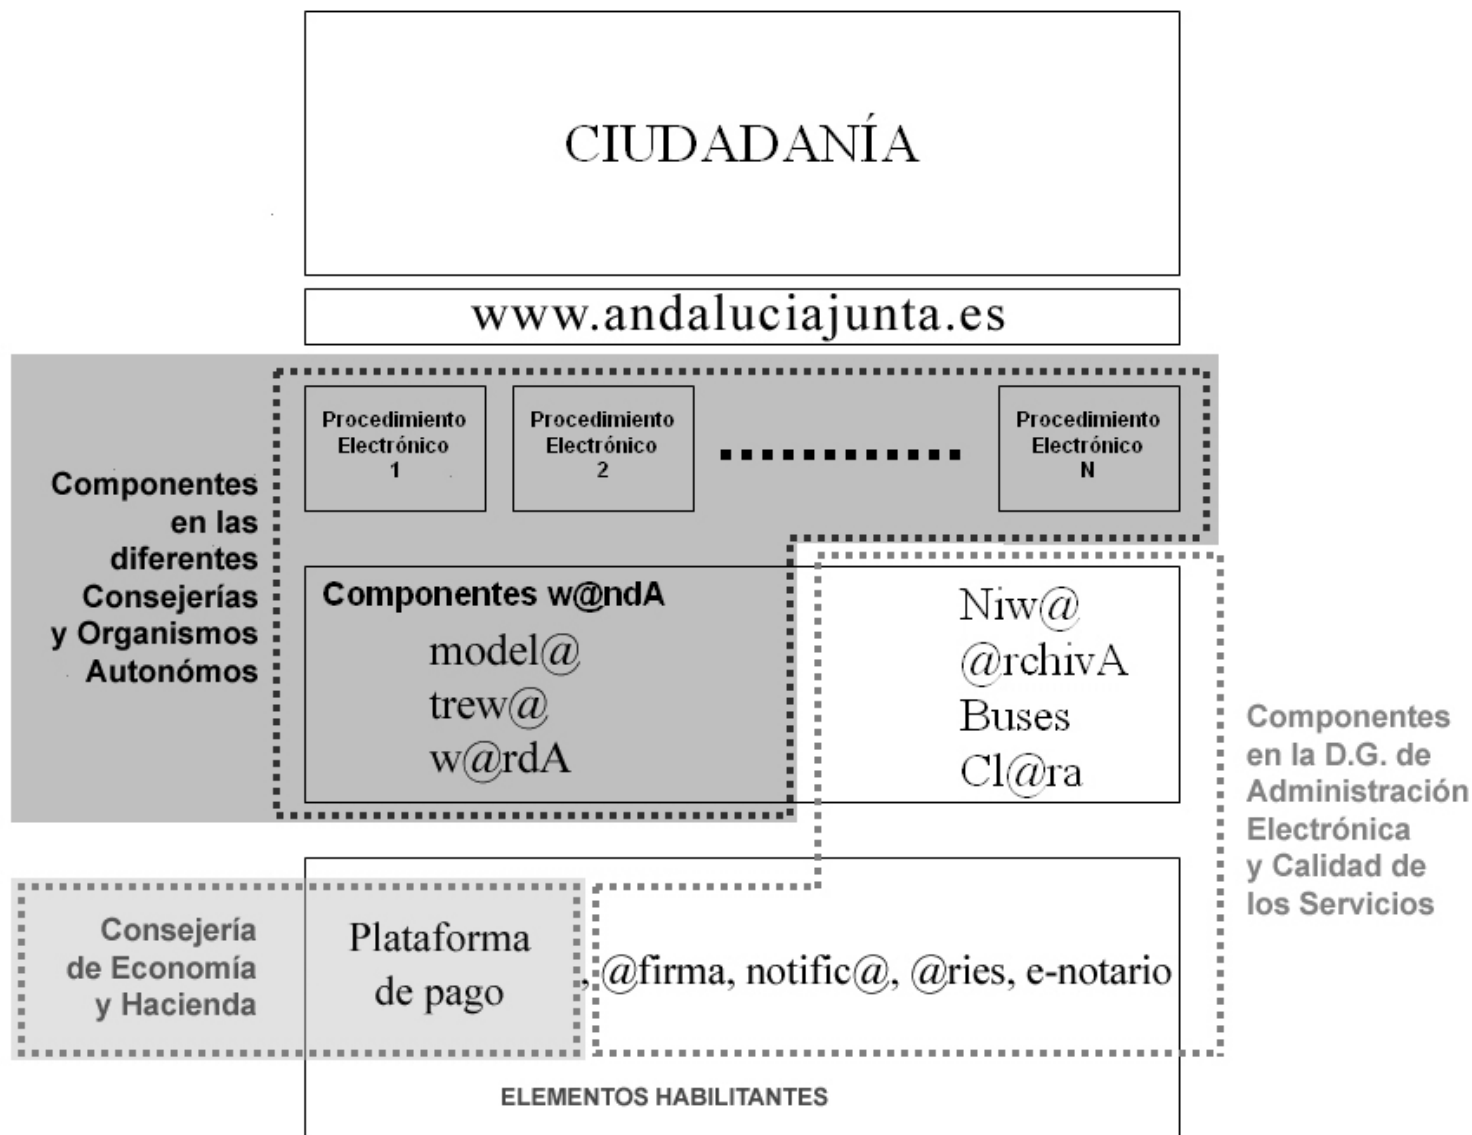 CIUDADANÍA
www.andaluciajunta.es
Procedimiento
Electrónico
1
Procedimiento
Electrónico
2
Procedimiento
Electrónico
N
Componentes
en las
diferentes
Consejerías
y Organismos
Autonómos
Componentes w@ndA
model@
trew@
w@rdA
Niw@
@rchivA
Buses
Cl@ra
Componentes
en la D.G. de
Administración
Electrónica
y Calidad de
los Servicios
Consejería
de Economía
y Hacienda
Plataforma
de pago
, @firma, notific@, @ries, e-notario
ELEMENTOS HABILITANTES